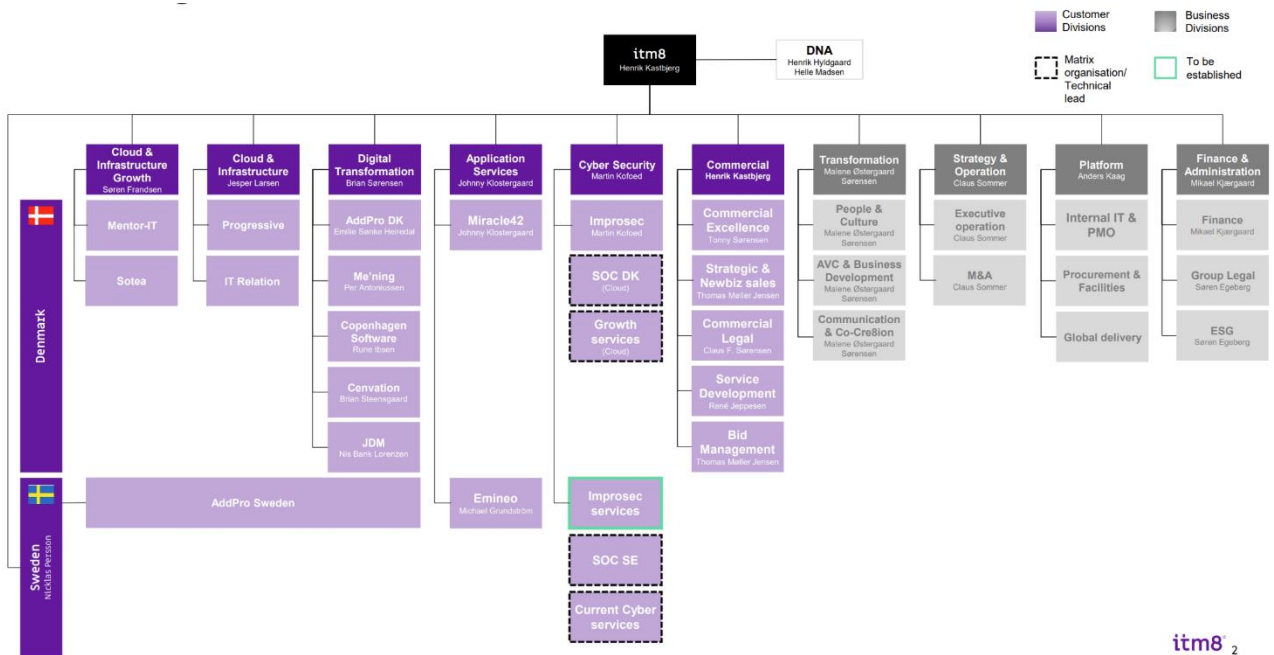 itm8
Henrik Kastbjerg
DNA
Henrik Hyldgaard
Helle Madsen
Customer
Divisions
Business
Divisions
Matrix
organisation/
Technical
lead
To be
established
Cloud &
Infrastructure
Growth
Søren Frandsen
Cloud &
Infrastructure
Jesper Larsen
Digital
Transformation
Brian Sørensen
Application
Services
Johnny Klostergaard
Cyber Security
Martin Kofoed
Commercial
Henrik Kastbjerg
Transformation
Malene Østergaard
Sørensen
Strategy &
Operation
Claus Sommer
Platform
Anders Kaag
Finance &
Administration
Mikael Kjærgaard
Denmark
Mentor-IT
Sotea
Progressive
IT Relation
AddPro DK
Emilie Sønke Herredal
Me'ning
Per Antoniussen
Copenhagen
Software
Rune Ibsen
Cenvation
Brian Steensgaard
JDM
Nis Bank Lorenzen
Miracle42
Johnny Klostergaard
Improsec
Martin Kofoed
SOC DK
(Cloud)
Growth
services
(Cloud)
Commercial
Excellence
Tonny Sørensen
Strategic &
Newbiz sales
Thomas Møller Jensen
Commercial
Legal
Claus F. Sørensen
Service
Development
René Jeppesen
Bid
Management
Thomas Møller Jensen
People &
Culture
Malene Østergaard
Sørensen
AVC & Business
Development
Malene Østergaard
Sørensen
Communication
& Co-Cre8ion
Malene Østergaard
Sørensen
Executive
operation
Claus Sommer
M&A
Claus Sommer
Internal IT &
PMO
Procurement &
Facilities
Global delivery
Finance
Mikael Kjærgaard
Group Legal
Søren Egeberg
ESG
Søren Egeberg
Sweden
Nicklas Persson
AddPro Sweden
Emineo
Michael Grundström
Improsec
services
SOC SE
Current Cyber
services
itm8 2